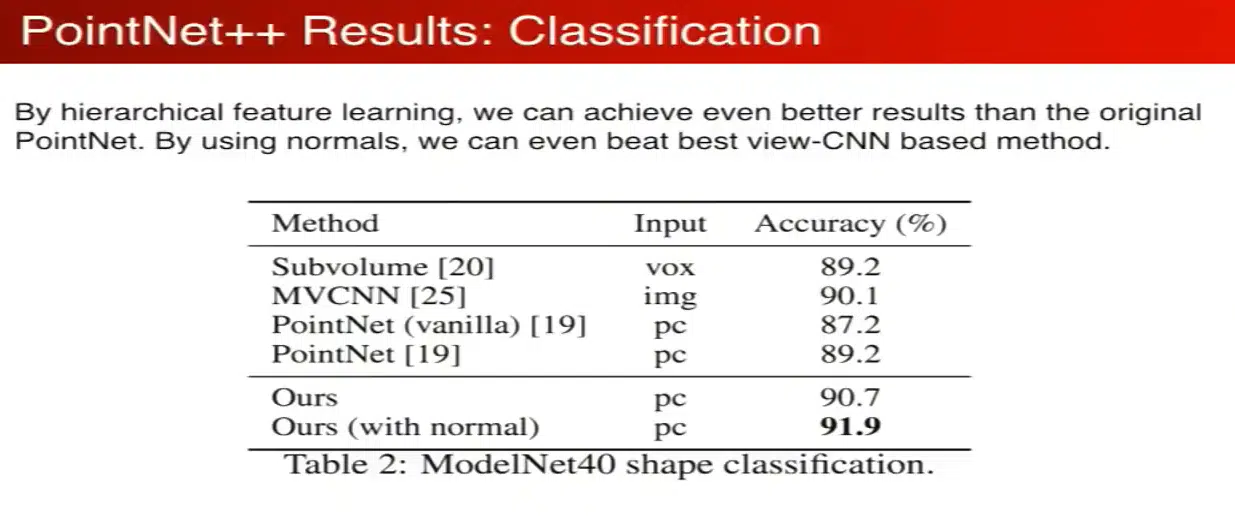 PointNet++ Results: Classification
By hierarchical feature learning, we can achieve even better results than the original
PointNet. By using normals, we can even beat best view-CNN based method.
Method Input Accuracy (%)
Subvolume [20] vox 89.2
MVCNN [25] img 90.1
PointNet (vanilla) [19] pc 87.2
PointNet [19] pc 89.2
Ours pc 90.7
Ours (with normal) pc 91.9
Table 2: ModelNet40 shape classification.